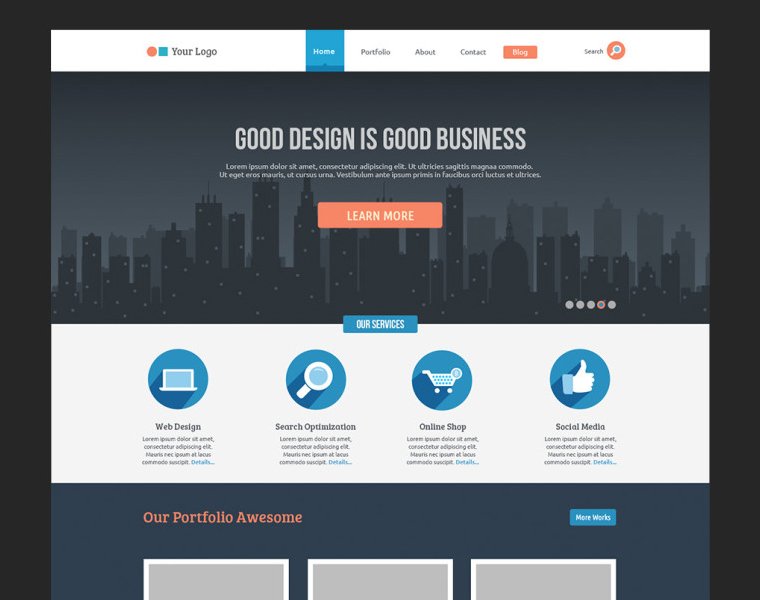 Your Logo
Home
Portfolio
About
Contact
Blog
Search
GOOD DESIGN IS GOOD BUSINESS
Lorem ipsum dolor sit amet, consectetur adipiscing elit. Ut ultricies sagittis magnaa commodo.
Ut eget eros mauris, ut cursus urna. Vestibulum ante ipsum primis in faucibus orci luctus et ultrices.
LEARN MORE
OUR SERVICES
Web Design
Lorem ipsum dolor sit amet,
consectetur adipiscing elit.
Mauris nec ipsum at lacus
commodo suscipit. Details...
Search Optimization
Lorem ipsum dolor sit amet,
consectetur adipiscing elit.
Mauris nec ipsum at lacus
commodo suscipit. Details...
Online Shop
Lorem ipsum dolor sit amet,
consectetur adipiscing elit.
Mauris nec ipsum at lacus
commodo suscipit. Details...
Social Media
Lorem ipsum dolor sit amet,
consectetur adipiscing elit.
Mauris nec ipsum at lacus
commodo suscipit. Details...
Our Portfolio Awesome
More Works